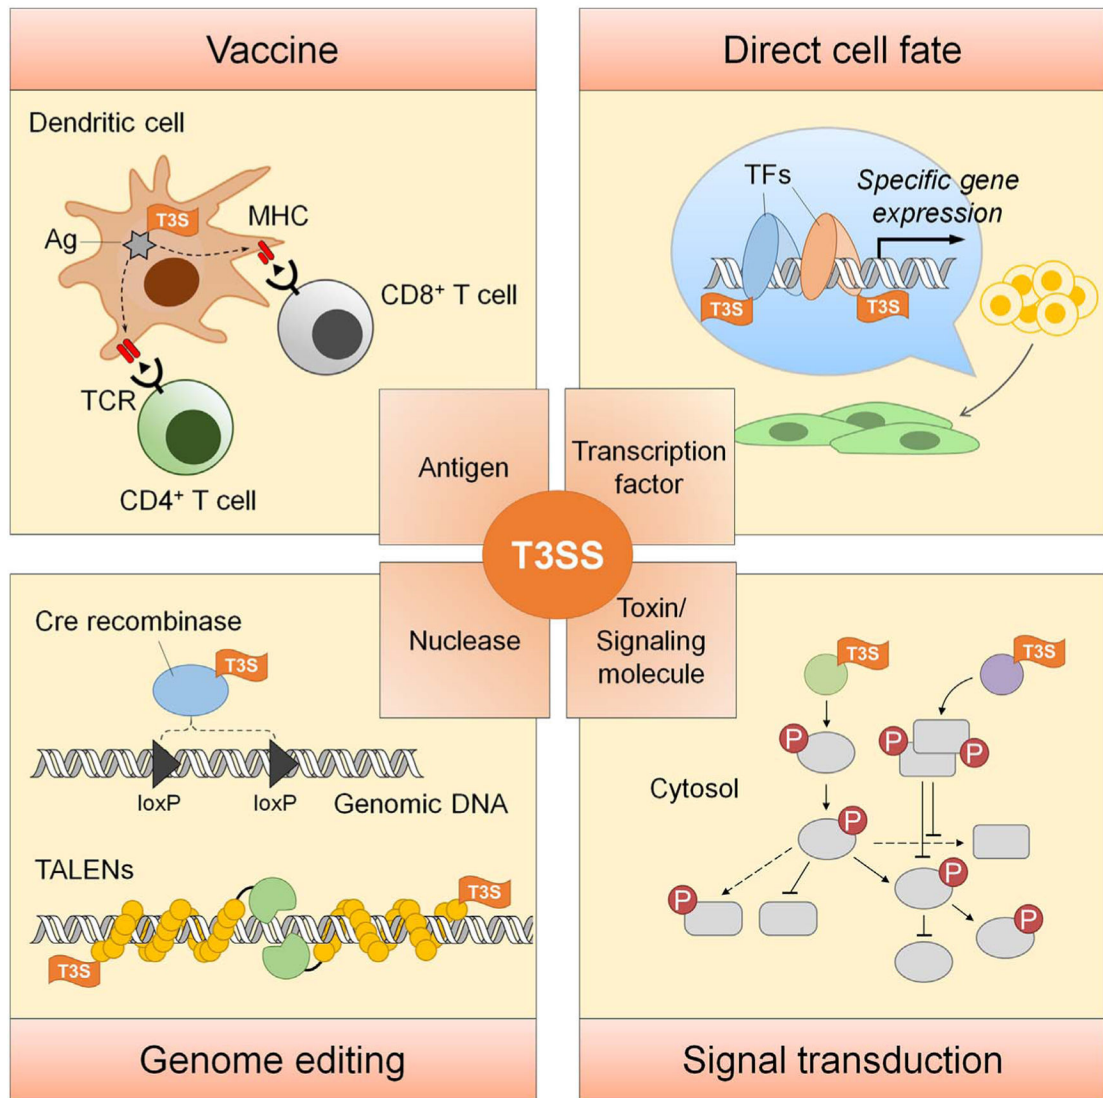 Vaccine
Dendritic cell
T3S
MHC
Ag
CD8⁺ T cell
TCR
CD4⁺ T cell
Antigen
Direct cell fate
TFs
Specific gene
expression
T3S
T3S
Transcription
factor
T3SS
Nuclease
Cre recombinase
T3S
loxP
loxP
Genomic DNA
TALENs
T3S
T3S
Genome editing
Toxin/
Signaling
molecule
T3S
T3S
P
P
P
Cytosol
P
P
P
P
Signal transduction